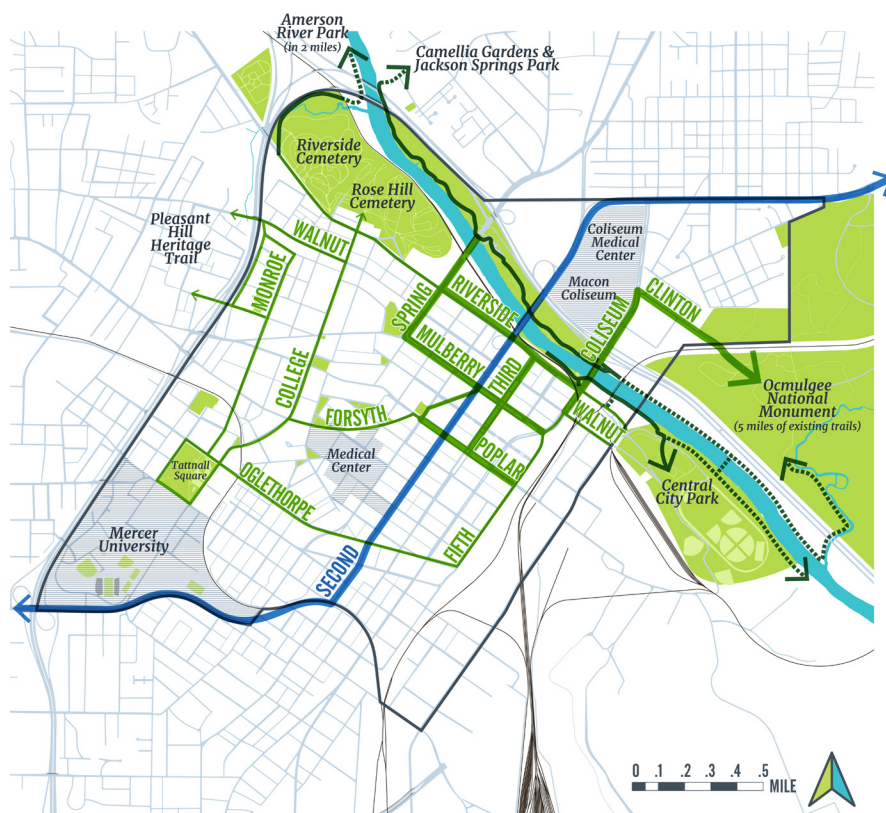 Amerson
River Park
(in 2 miles)
Camellia Gardens &
Jackson Springs Park
Riverside
Cemetery
Rose Hill
Cemetery
Pleasant
Hill
Heritage
Trail
WALNUT
MONROE
Coliseum
Medical
Center
Macon
Coliseum
CLINTON
COLISEUM
RIVERSIDE
SPRING
MULBERRY
THIRD
COLLEGE
FORSYTH
WALNUT
Ocmulgee
National
Monument
(5 miles of existing trails)
POPLAR
Medical
Center
Tattnall
Square
OGLETHORPE
Central
City Park
Mercer
University
FIFTH
SECOND
0 .1 .2 .3 .4 .5
MILE